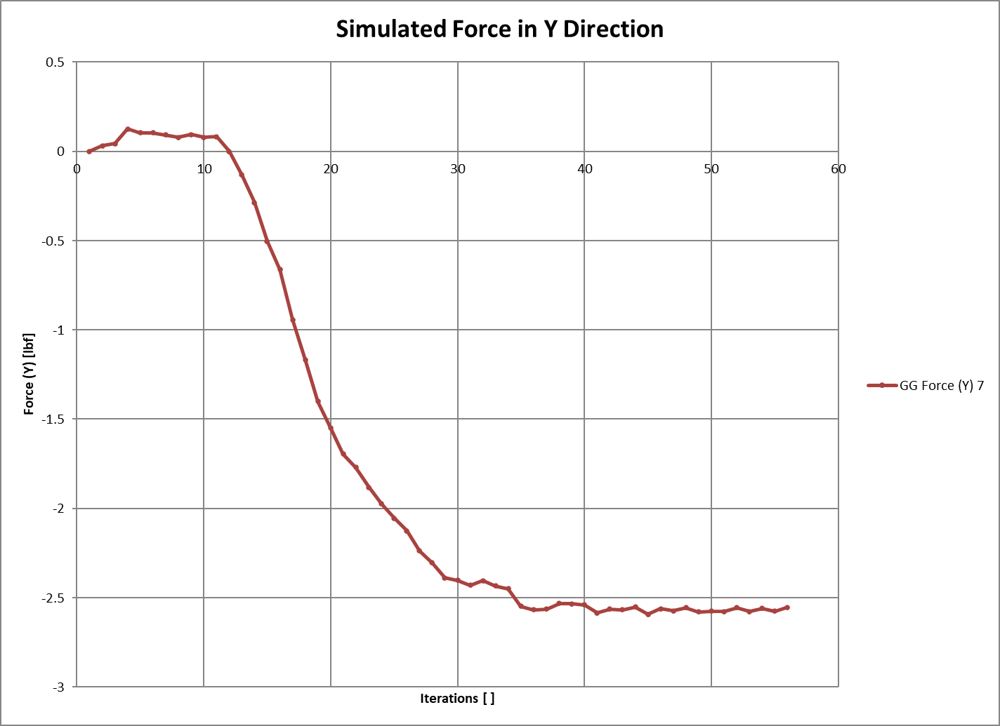 Simulated Force in Y Direction
0.5
0
0 10 20 30 40 50 60
-0.5
-1
Force (Y) [lbf]
GG Force (Y) 7
-1.5
-2
-2.5
-3
Iterations [ ]